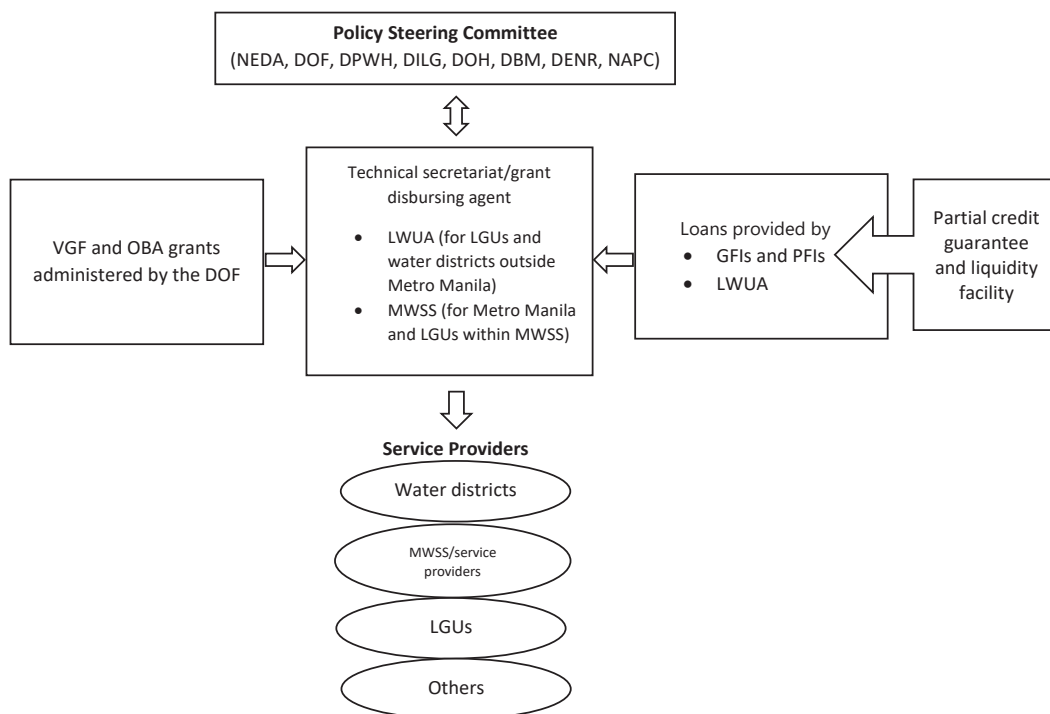 Policy Steering Committee
(NEDA, DOF, DPWH, DILG, DOH, DBM, DENR, NAPC)
VGF and OBA grants
administered by the DOF
Technical secretariat/grant
disbursing agent
• LWUA (for LGUs and
water districts outside
Metro Manila)
• MWSS (for Metro Manila
and LGUs within MWSS)
Loans provided by
• GFIs and PFIs
• LWUA
Partial credit
guarantee
and liquidity
facility
Service Providers
Water districts
MWSS/service
providers
LGUs
Others